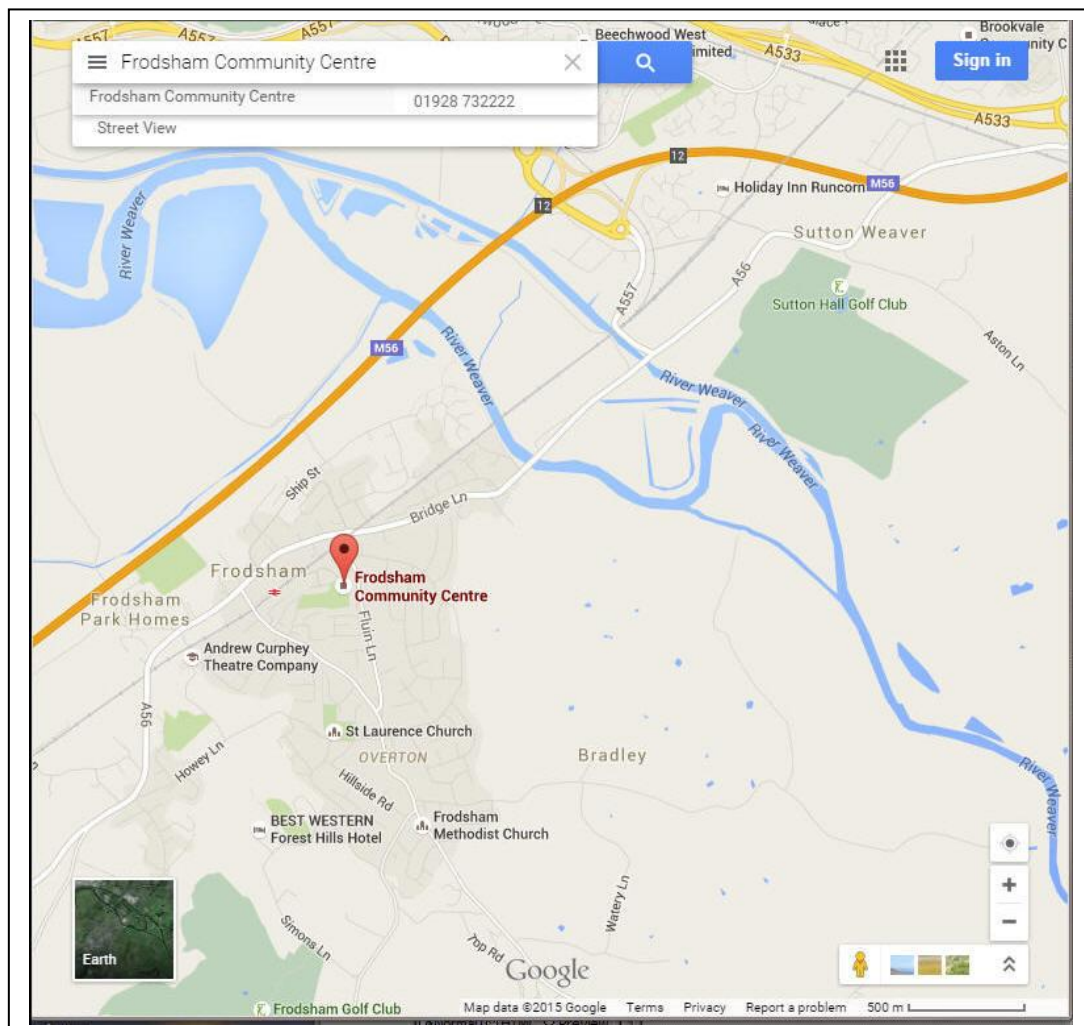 A557
A557
Beechwood West
imited
A533
Brookvale
unity C
Frodsham Community Centre
Sign in
Frodsham Community Centre
01928 732222
Street View
A533
12
12
Holiday Inn Runcorn
M56
Sutton Weaver
River Weaver
River Weaver
A557
A56
Sutton Hall Golf Club
Aston Ln
M56
River Weaver
River Weaver
River Weaver
Ship St
Bridge Ln
Frodsham
Frodsham
Community Centre
Frodsham
Park Homes
Fluin Ln
Andrew Curphey
Theatre Company
A56
St Laurence Church
OVERTON
Bradley
Howey Ln
Hillside Rd
River Weaver
BEST WESTERN
Forest Hills Hotel
Frodsham
Methodist Church
Watery Ln
Simons Ln
Top Rd
Earth
Google
Frodsham Golf Club
Map data ©2015 Google Terms Privacy Report a problem 500 m